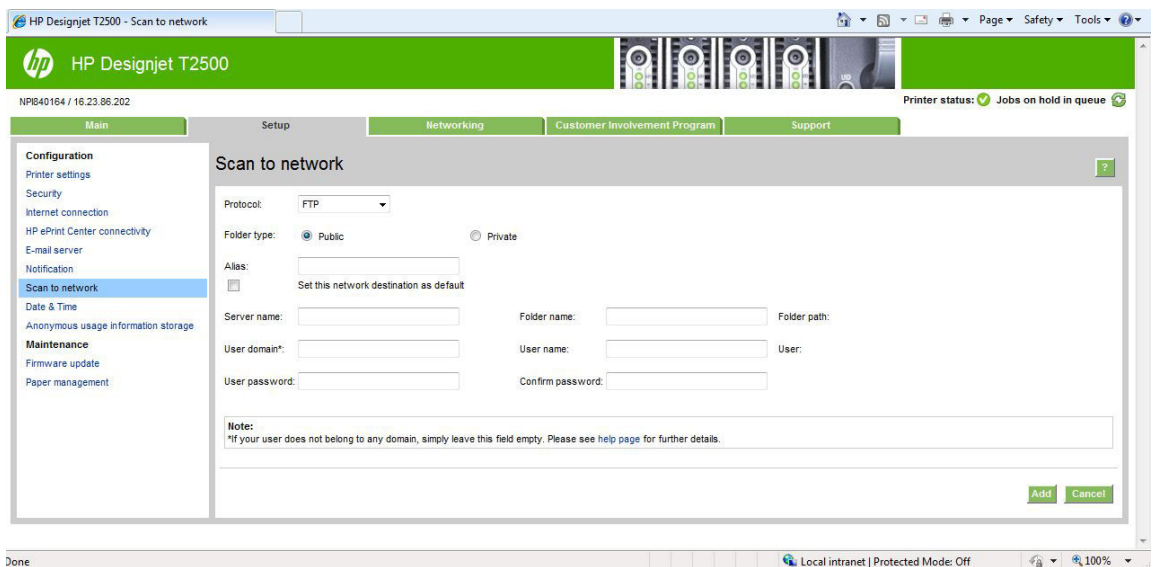 HP Designjet T2500 - Scan to network
Page Safety Tools
hp HP Designjet T2500
NPI840164 / 16.23.86.202
Printer status: Jobs on hold in queue
Main Setup Networking Customer Involvement Program Support
Configuration
Printer settings
Security
Internet connection
HP ePrint Center connectivity
E-mail server
Notification
Scan to network
Date & Time
Anonymous usage information storage
Maintenance
Firmware update
Paper management
Scan to network
?
Protocol: FTP
Folder type: Public Private
Alias:
Set this network destination as default
Server name: Folder name: Folder path:
User domain*: User name: User:
User password: Confirm password:
Note:
*If your user does not belong to any domain, simply leave this field empty. Please see help page for further details.
Add Cancel
Done
Local intranet | Protected Mode: Off
100%